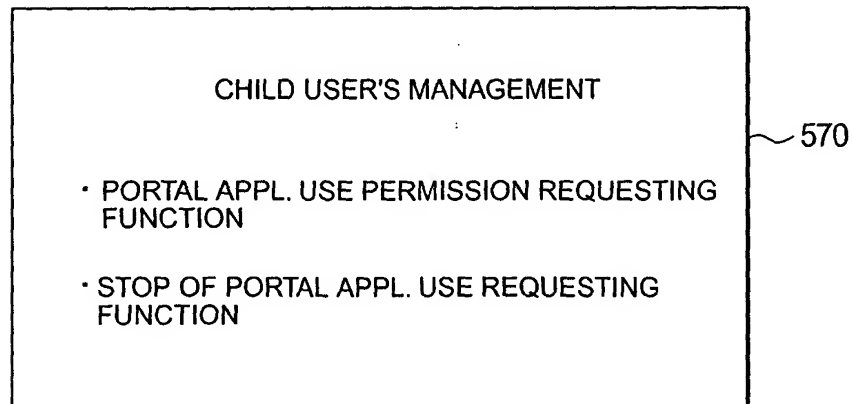 CHILD USER'S MANAGEMENT
570
· PORTAL APPL. USE PERMISSION REQUESTING
FUNCTION
· STOP OF PORTAL APPL. USE REQUESTING
FUNCTION